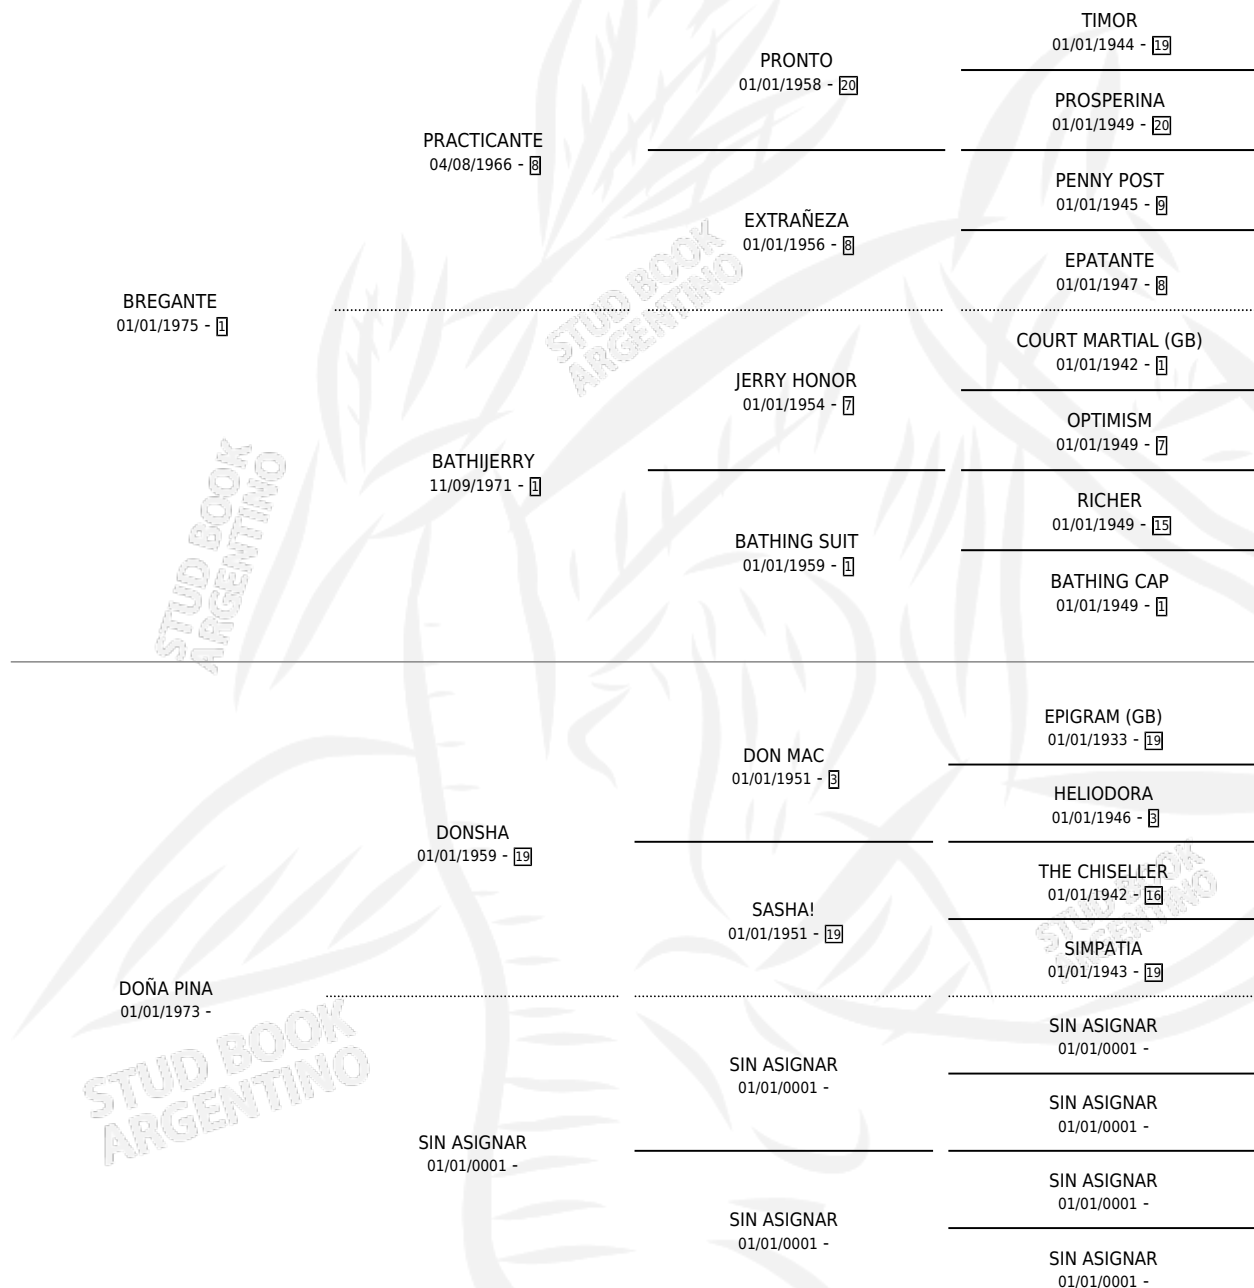 BREGANTE
01/01/1975 - 1
PRACTICANTE
04/08/1966 - 8
BATHIJERRY
11/09/1971 - 1
PRONTO
01/01/1958 - 20
EXTRAÑEZA
01/01/1956 - 8
JERRY HONOR
01/01/1954 - 7
BATHING SUIT
01/01/1959 - 1
TIMOR
01/01/1944 - 19
PROSPERINA
01/01/1949 - 20
PENNY POST
01/01/1945 - 9
EPATANTE
01/01/1947 - 8
COURT MARTIAL (GB)
01/01/1942 - 1
OPTIMISM
01/01/1949 - 7
RICHER
01/01/1949 - 15
BATHING CAP
01/01/1949 - 1
STUD BOOK
ARGENTINO
STUD BOOK
ARGENTINO
DOÑA PINA
01/01/1973 -
DONSHA
01/01/1959 - 19
SIN ASIGNAR
01/01/0001 -
DON MAC
01/01/1951 - 3
SASHA!
01/01/1951 - 19
SIN ASIGNAR
01/01/0001 -
SIN ASIGNAR
01/01/0001 -
EPIGRAM (GB)
01/01/1933 - 19
HELIODORA
01/01/1946 - 3
THE CHISELLER
01/01/1942 - 16
SIMPATIA
01/01/1943 - 19
SIN ASIGNAR
01/01/0001 -
SIN ASIGNAR
01/01/0001 -
SIN ASIGNAR
01/01/0001 -
SIN ASIGNAR
01/01/0001 -
STUD BOOK
ARGENTINO
STUD BOOK
ARGENTINO